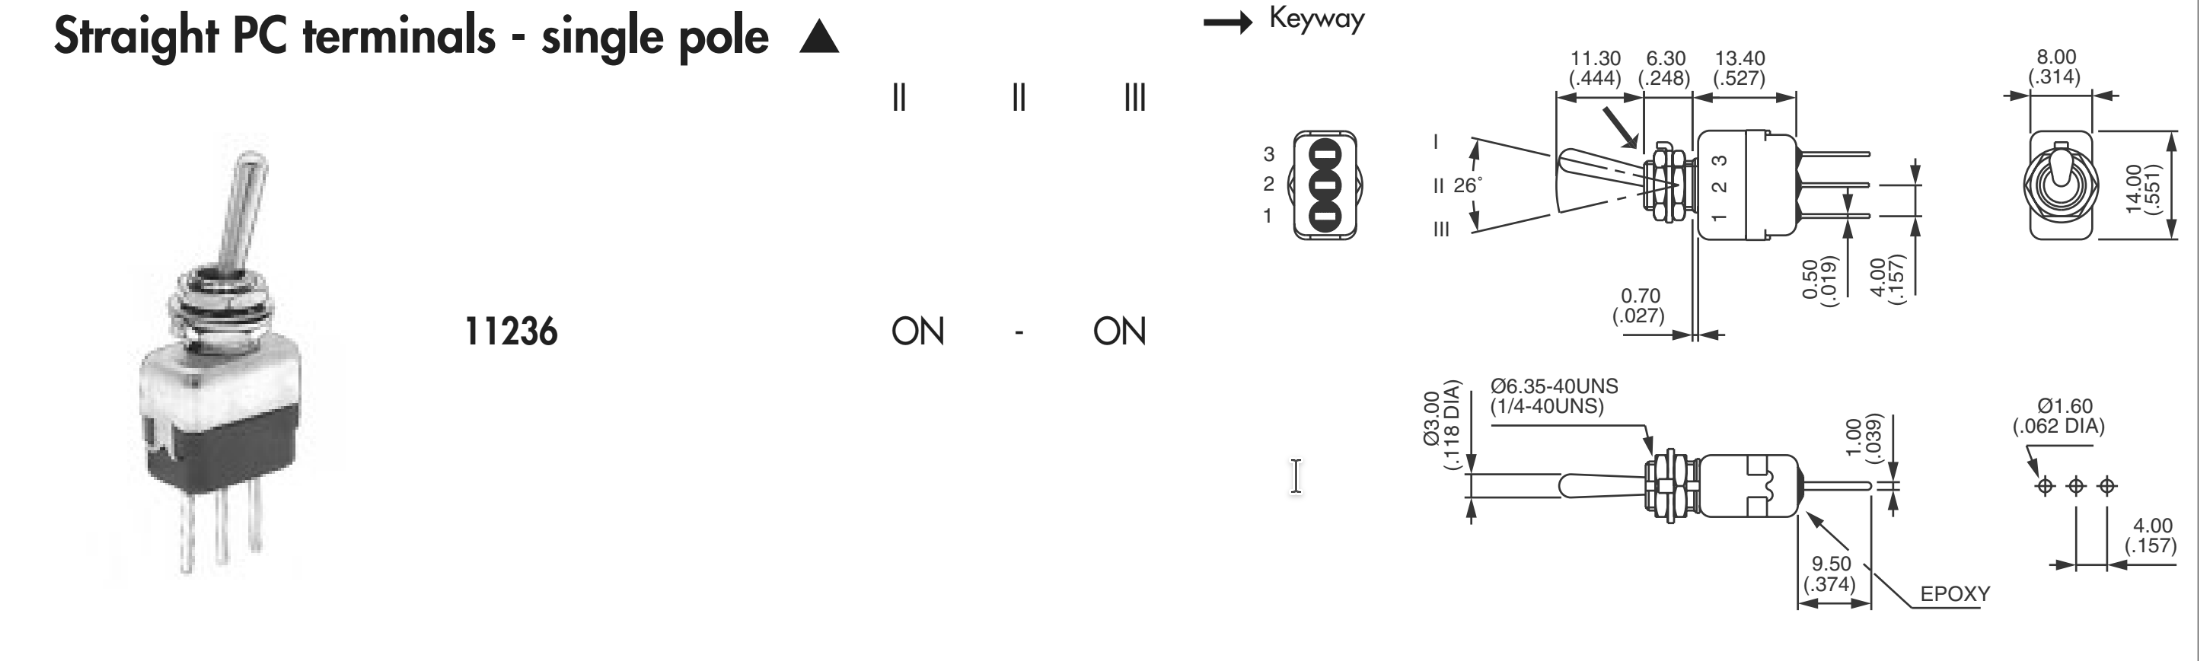 Straight PC terminals - single pole ▲
Keyway
II II III
11236 ON - ON
3
2
1
I
II 26°
III
11.30 6.30 13.40
(.444) (.248) (.527)
1 2 3
0.70
(.027)
0.50
(.019)
4.00
(.157)
8.00
(.314)
14.00
(.551)
Ø3.00
(.118 DIA)
Ø6.35-40UNS
(1/4-40UNS)
1.00
(.039)
9.50
(.374)
EPOXY
Ø1.60
(.062 DIA)
4.00
(.157)